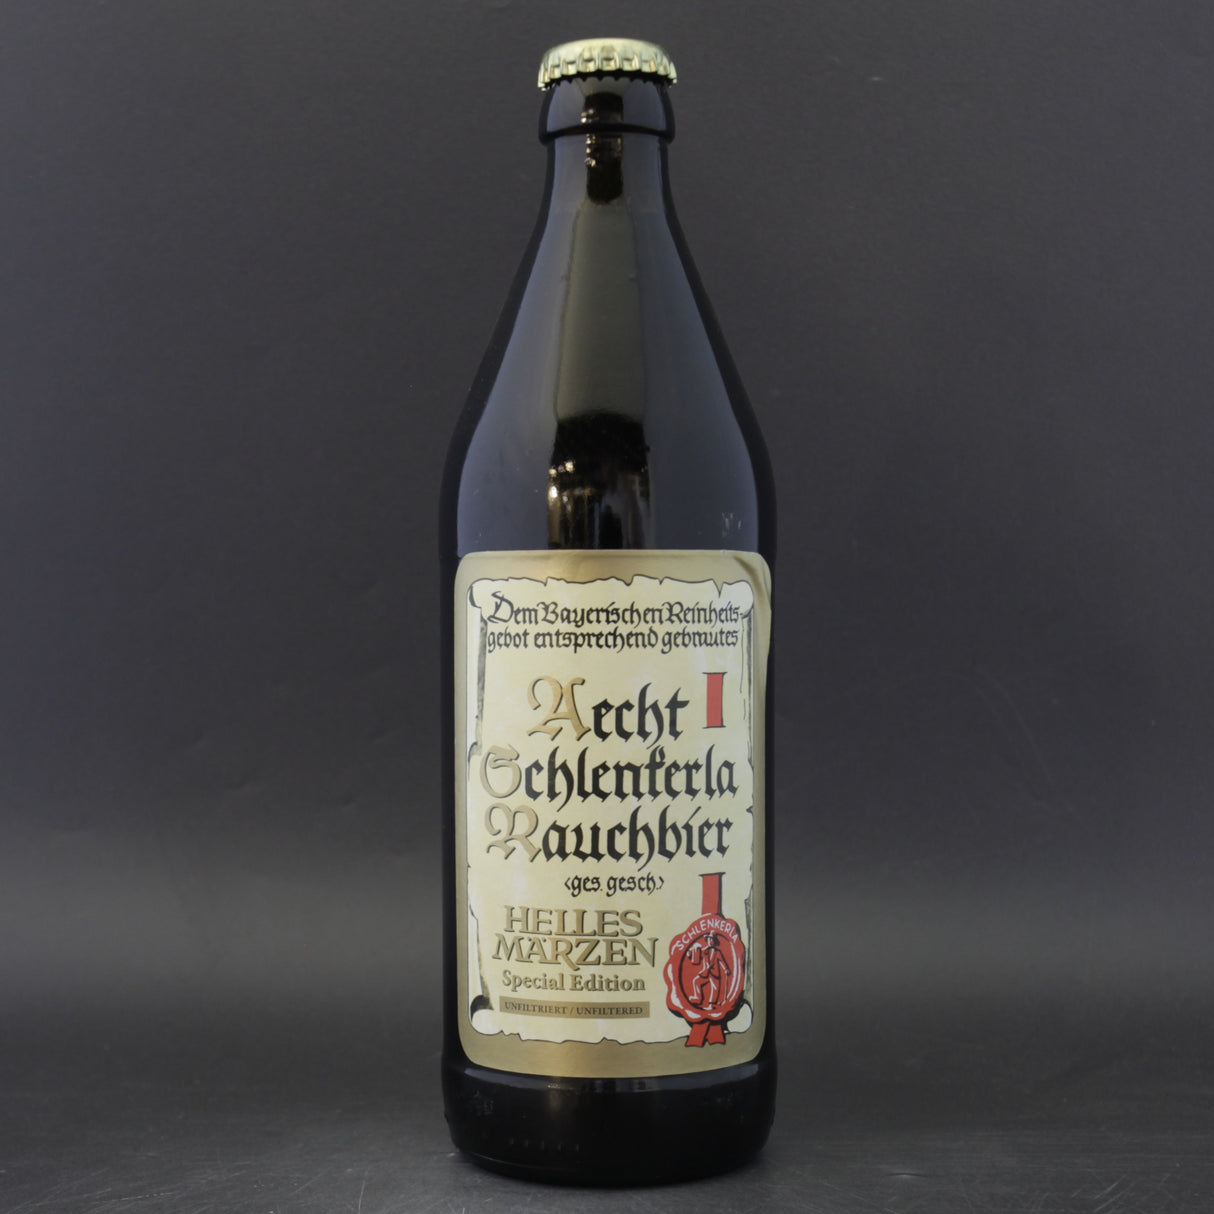 Dem Bayerischen Reinheits-
gebot entsprechend gebrautes
Aecht
Schlenkerla
Rauchbier
<ges. gesch.>
HELLES
MÄRZEN
Special Edition
UNFILTRIERT / UNFILTERED
SCHLENKERLA